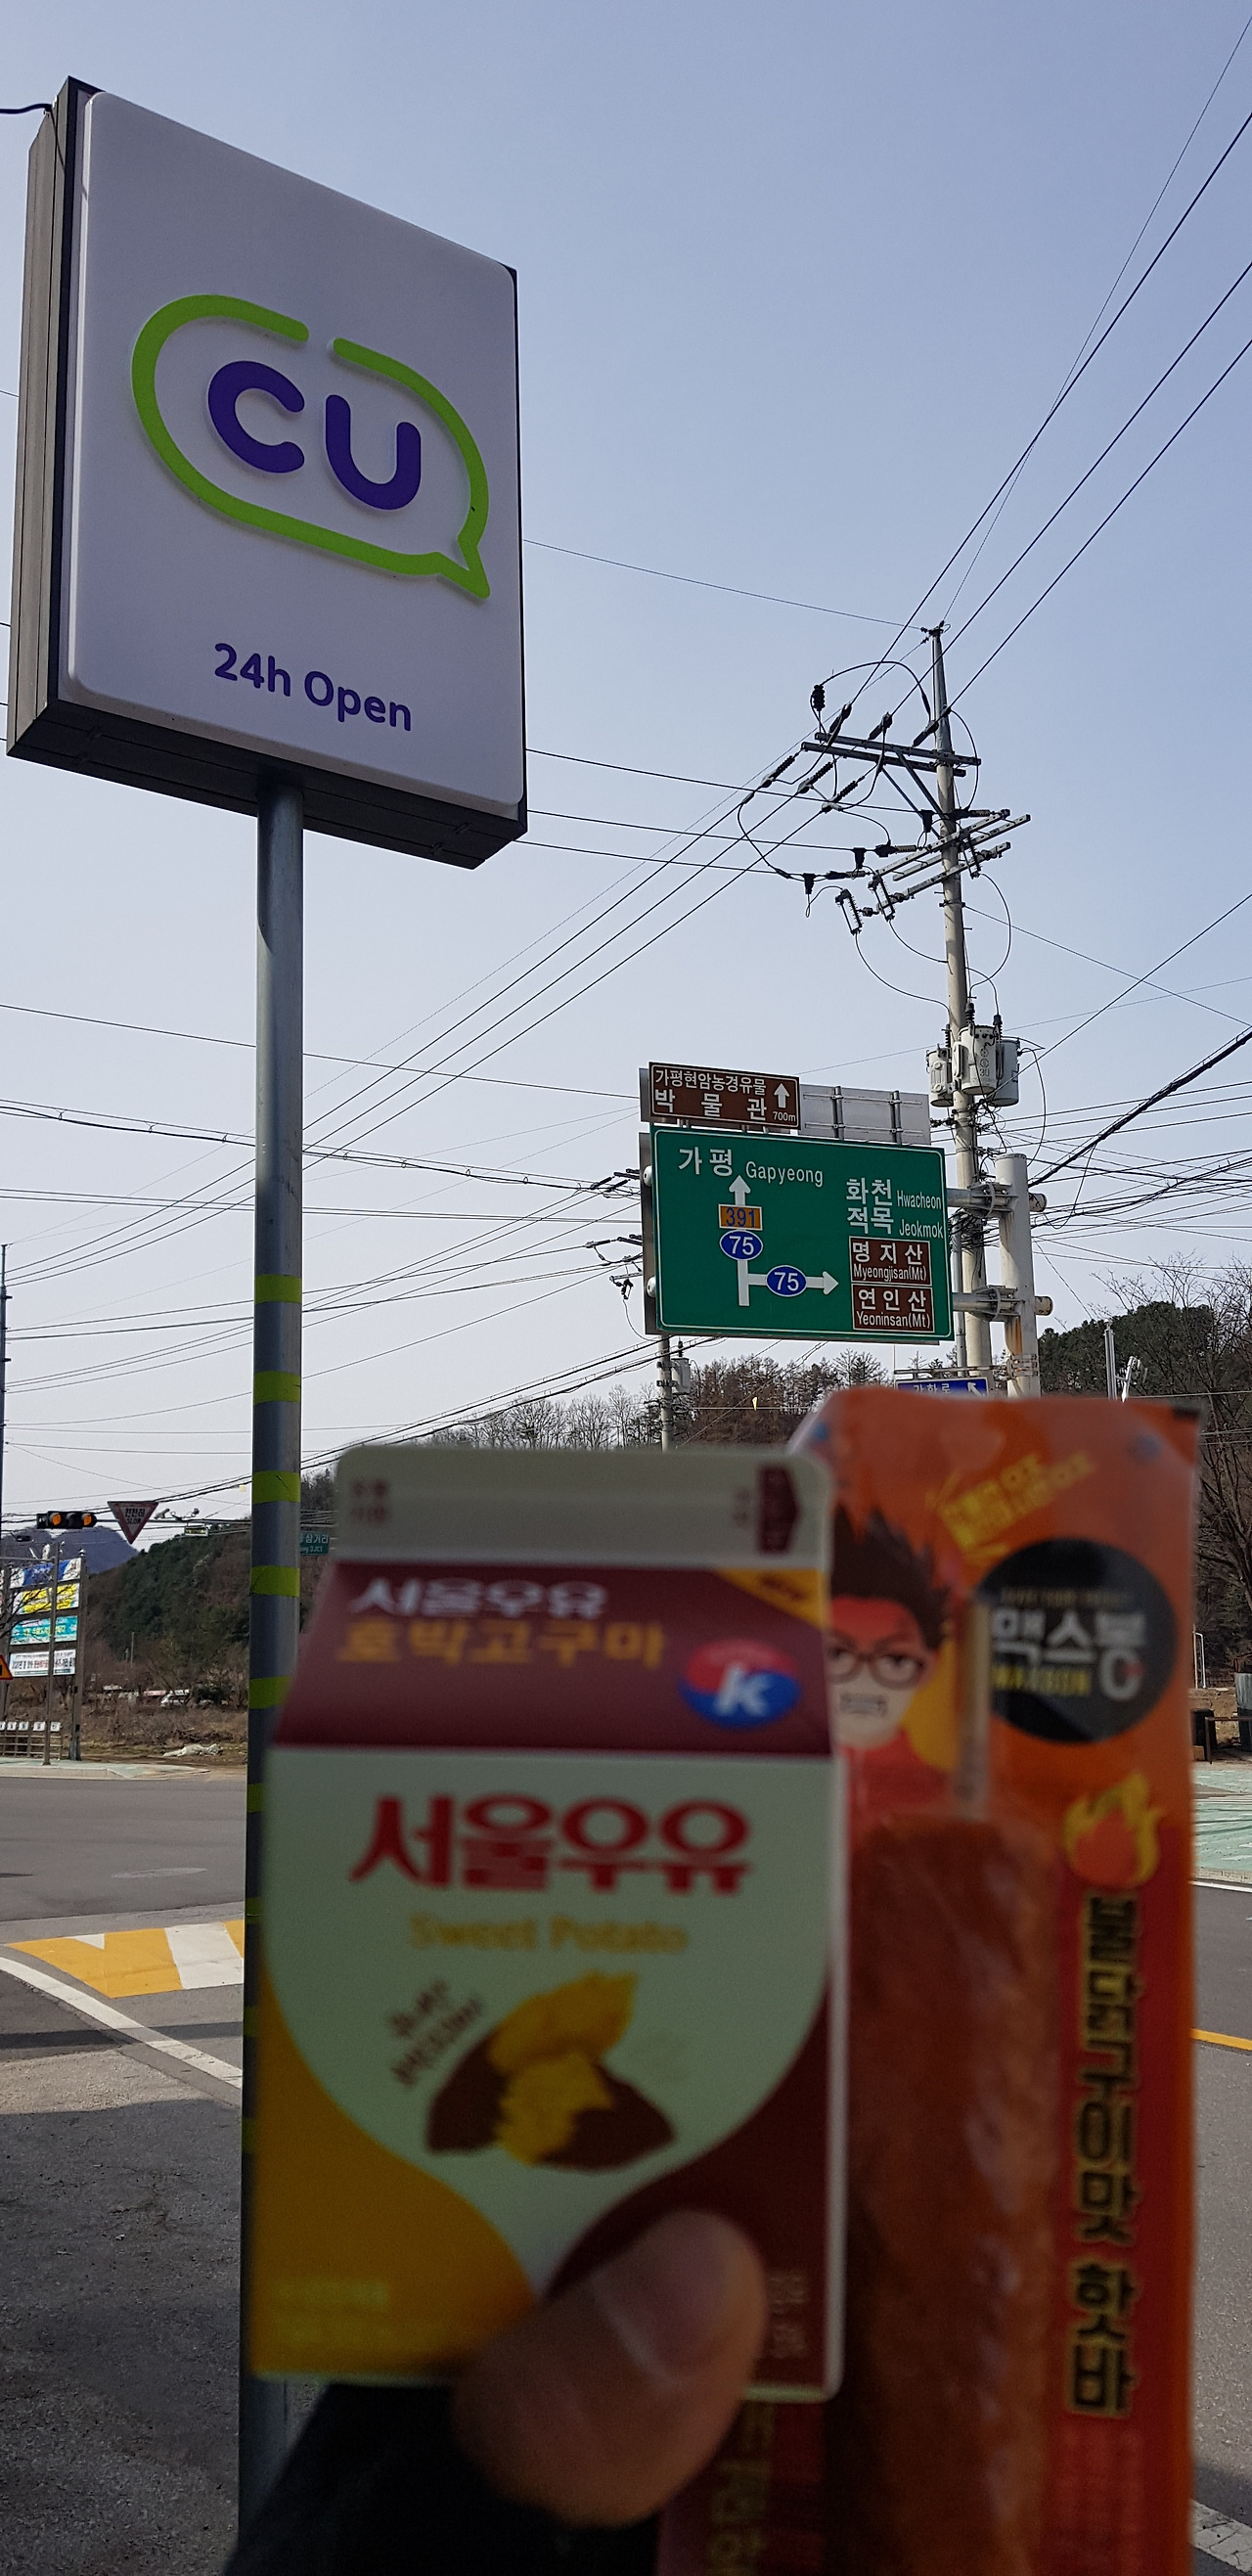 CU
24h Open
가평현암농경유물
박물관
700m
가평 Gapyeong
화천 Hwacheon
적목 Jeokmok
391
75
75
명지산
Myeongjisan(Mt)
연인산
Yeoninsan(Mt)
서울우유
호박고구마
K
서울우유
Sweet Potato
맥스봉
MAXBON
불닭구이맛 핫바